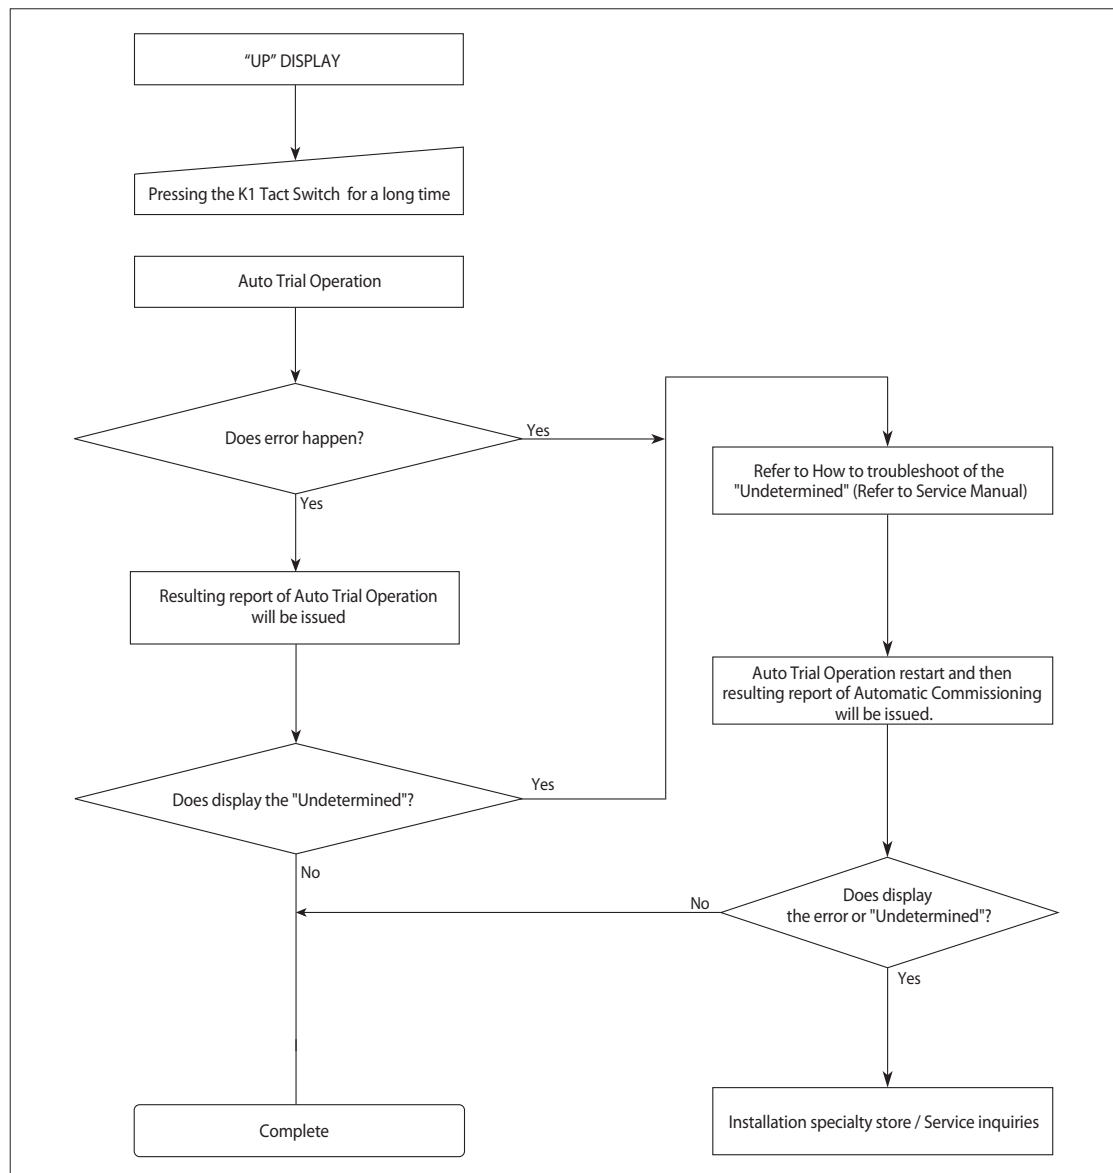 “UP” DISPLAY
Pressing the K1 Tact Switch for a long time
Auto Trial Operation
Does error happen?
Yes
Yes
Resulting report of Auto Trial Operation
will be issued
Does display the "Undetermined"?
Yes
No
Complete
Refer to How to troubleshoot of the
"Undetermined" (Refer to Service Manual)
Auto Trial Operation restart and then
resulting report of Automatic Commissioning
will be issued.
Does display
the error or "Undetermined"?
No
Yes
Installation specialty store / Service inquiries